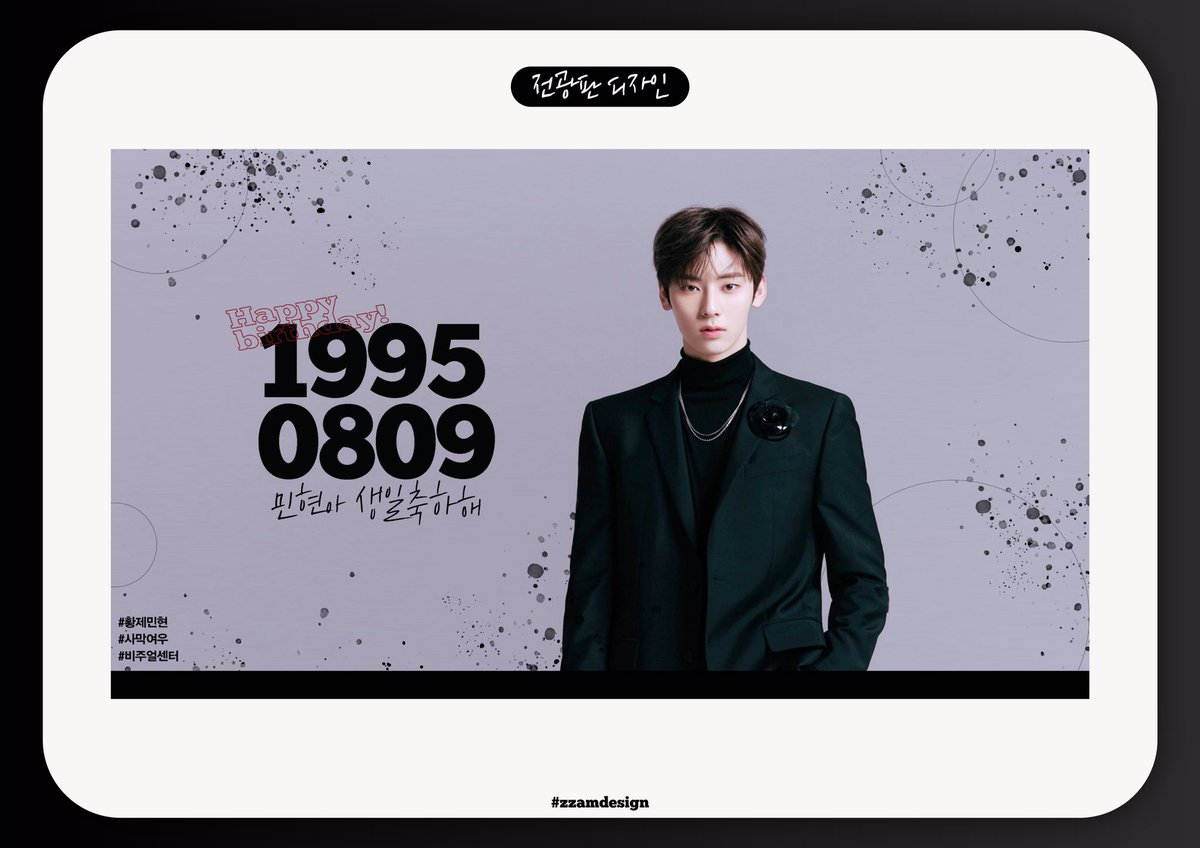 전광판 디자인
Happy
birthday!
1995
0809
민현아 생일축하해
#황제민현
#사막여우
#비주얼센터
#zzamdesign